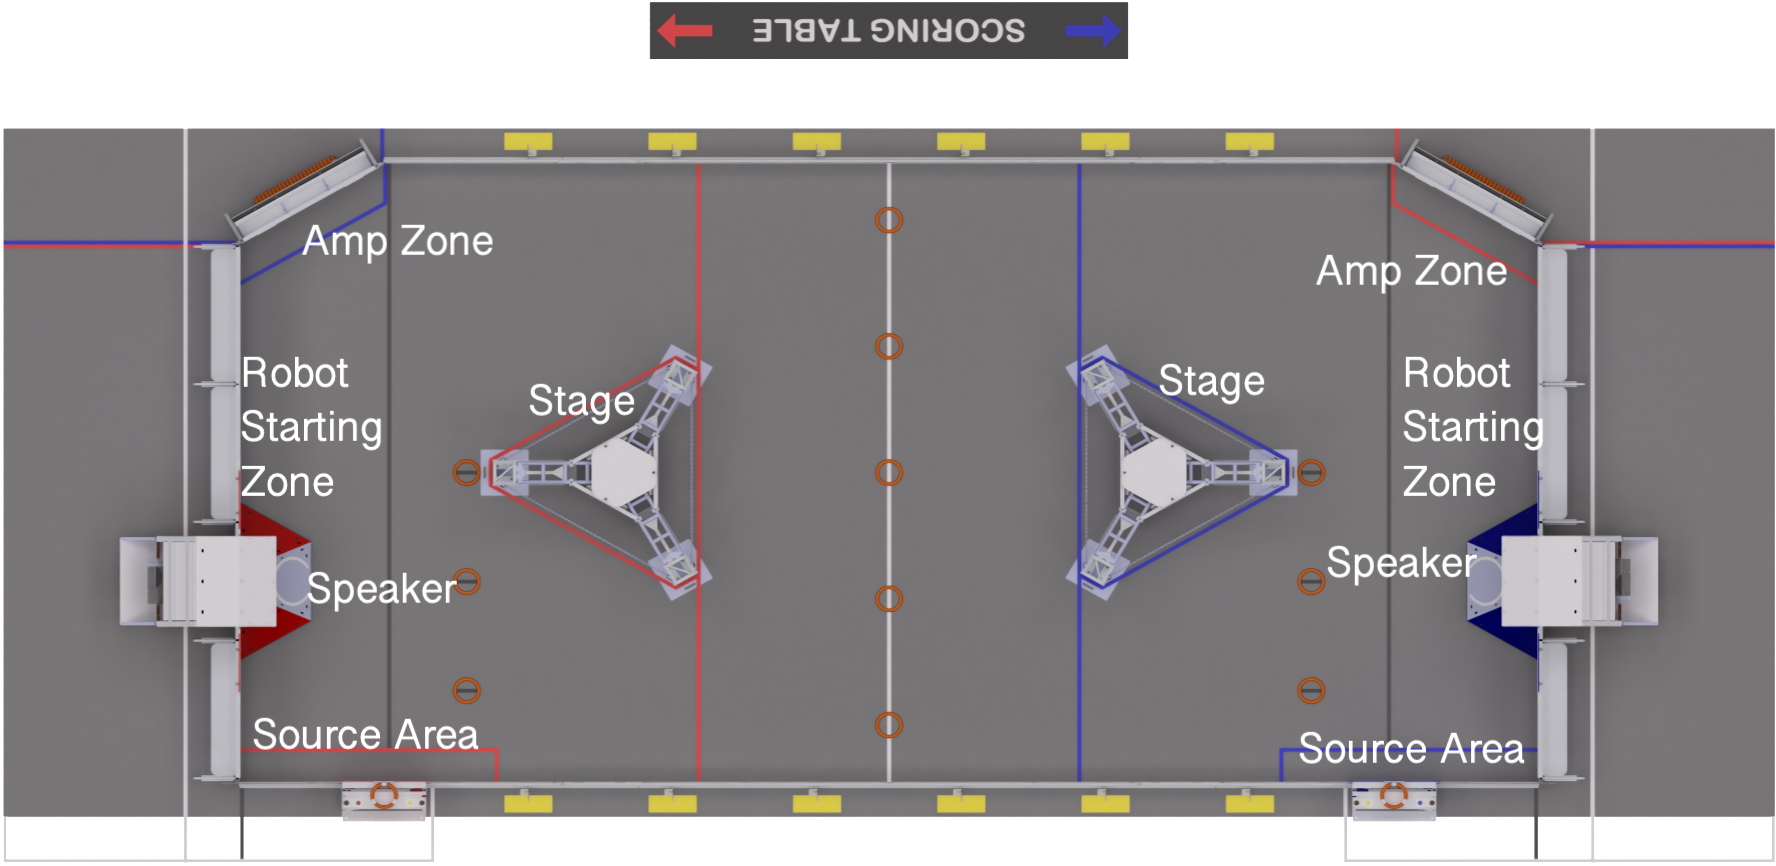 SCORING TABLE
Amp Zone
Amp Zone
Robot
Starting
Zone
Stage
Stage
Robot
Starting
Zone
Speaker
Speaker
Source Area
Source Area